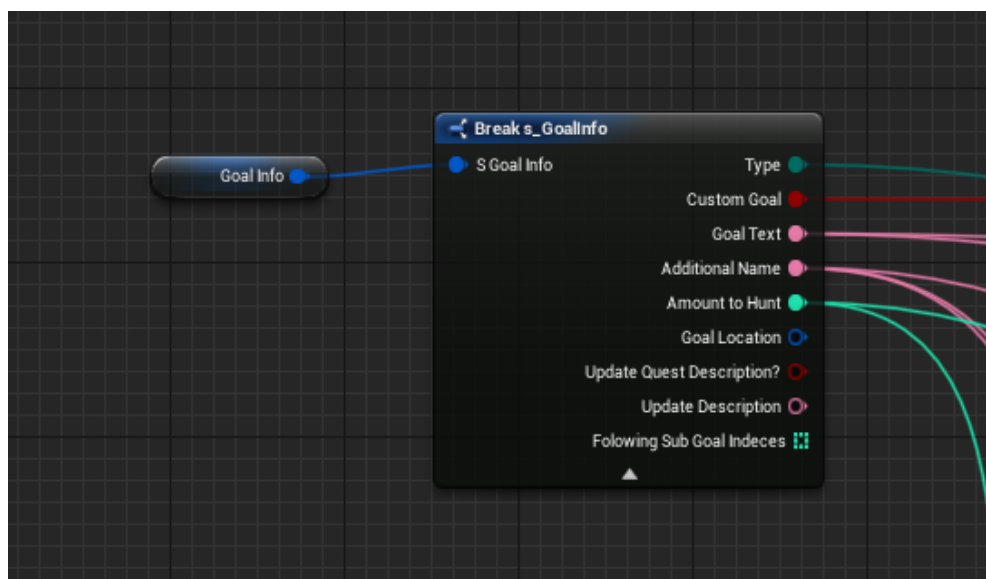 Break s_GoalInfo
Goal Info
S Goal Info
Type
Custom Goal
Goal Text
Additional Name
Amount to Hunt
Goal Location
Update Quest Description?
Update Description
Folowing Sub Goal Indeces